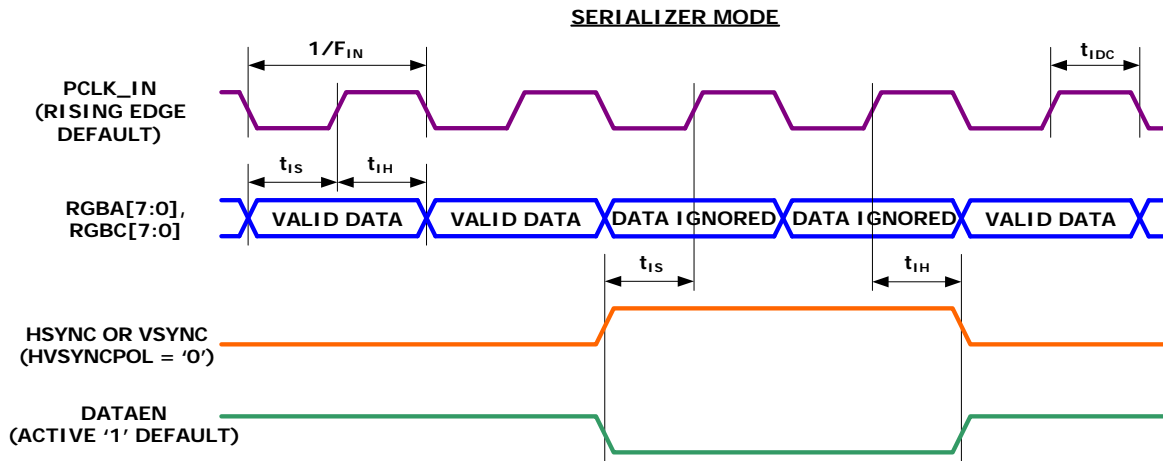 SERIALIZER MODE
1/FIN
tIDC
PCLK_IN
(RISING EDGE
DEFAULT)
tIS
tIH
RGBA[7:0],
RGBC[7:0]
VALID DATA
VALID DATA
DATA IGNORED
DATA IGNORED
VALID DATA
tIS
tIH
HSYNC OR VSYNC
(HVSYNCPOL = ‘0’)
DATAEN
(ACTIVE ‘1’ DEFAULT)